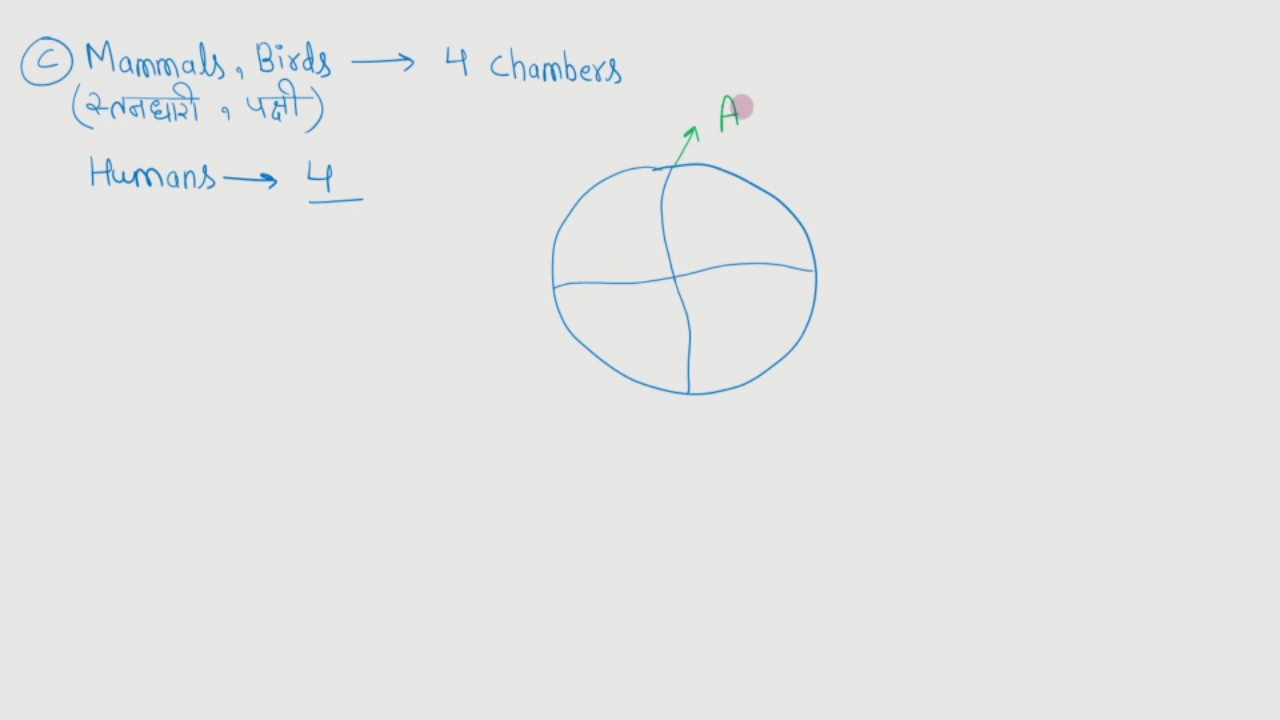 C Mammals, Birds → 4 Chambers
(स्तनधारी, पक्षी)
Humans → 4
A